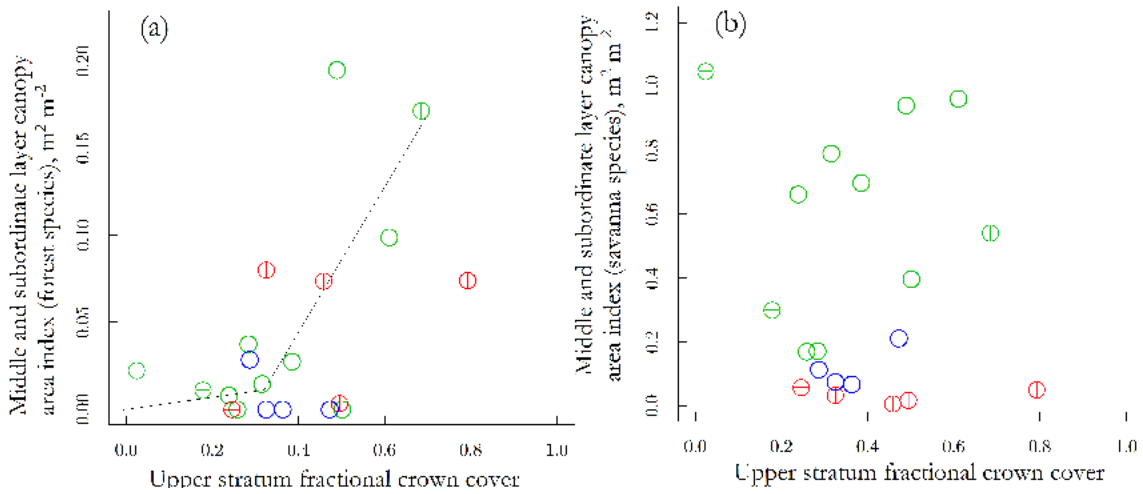 (a)
Middle and subordinate layer canopy
area index (forest species), m² m⁻²
0.20
0.15
0.10
0.05
0.00
0.0 0.2 0.4 0.6 0.8 1.0
Upper stratum fractional crown cover
(b)
Middle and subordinate layer canopy
area index (savanna species), m² m²
1.2
1.0
0.8
0.6
0.4
0.2
0.0
0.0 0.2 0.4 0.6 0.8 1.0
Upper stratum fractional crown cover